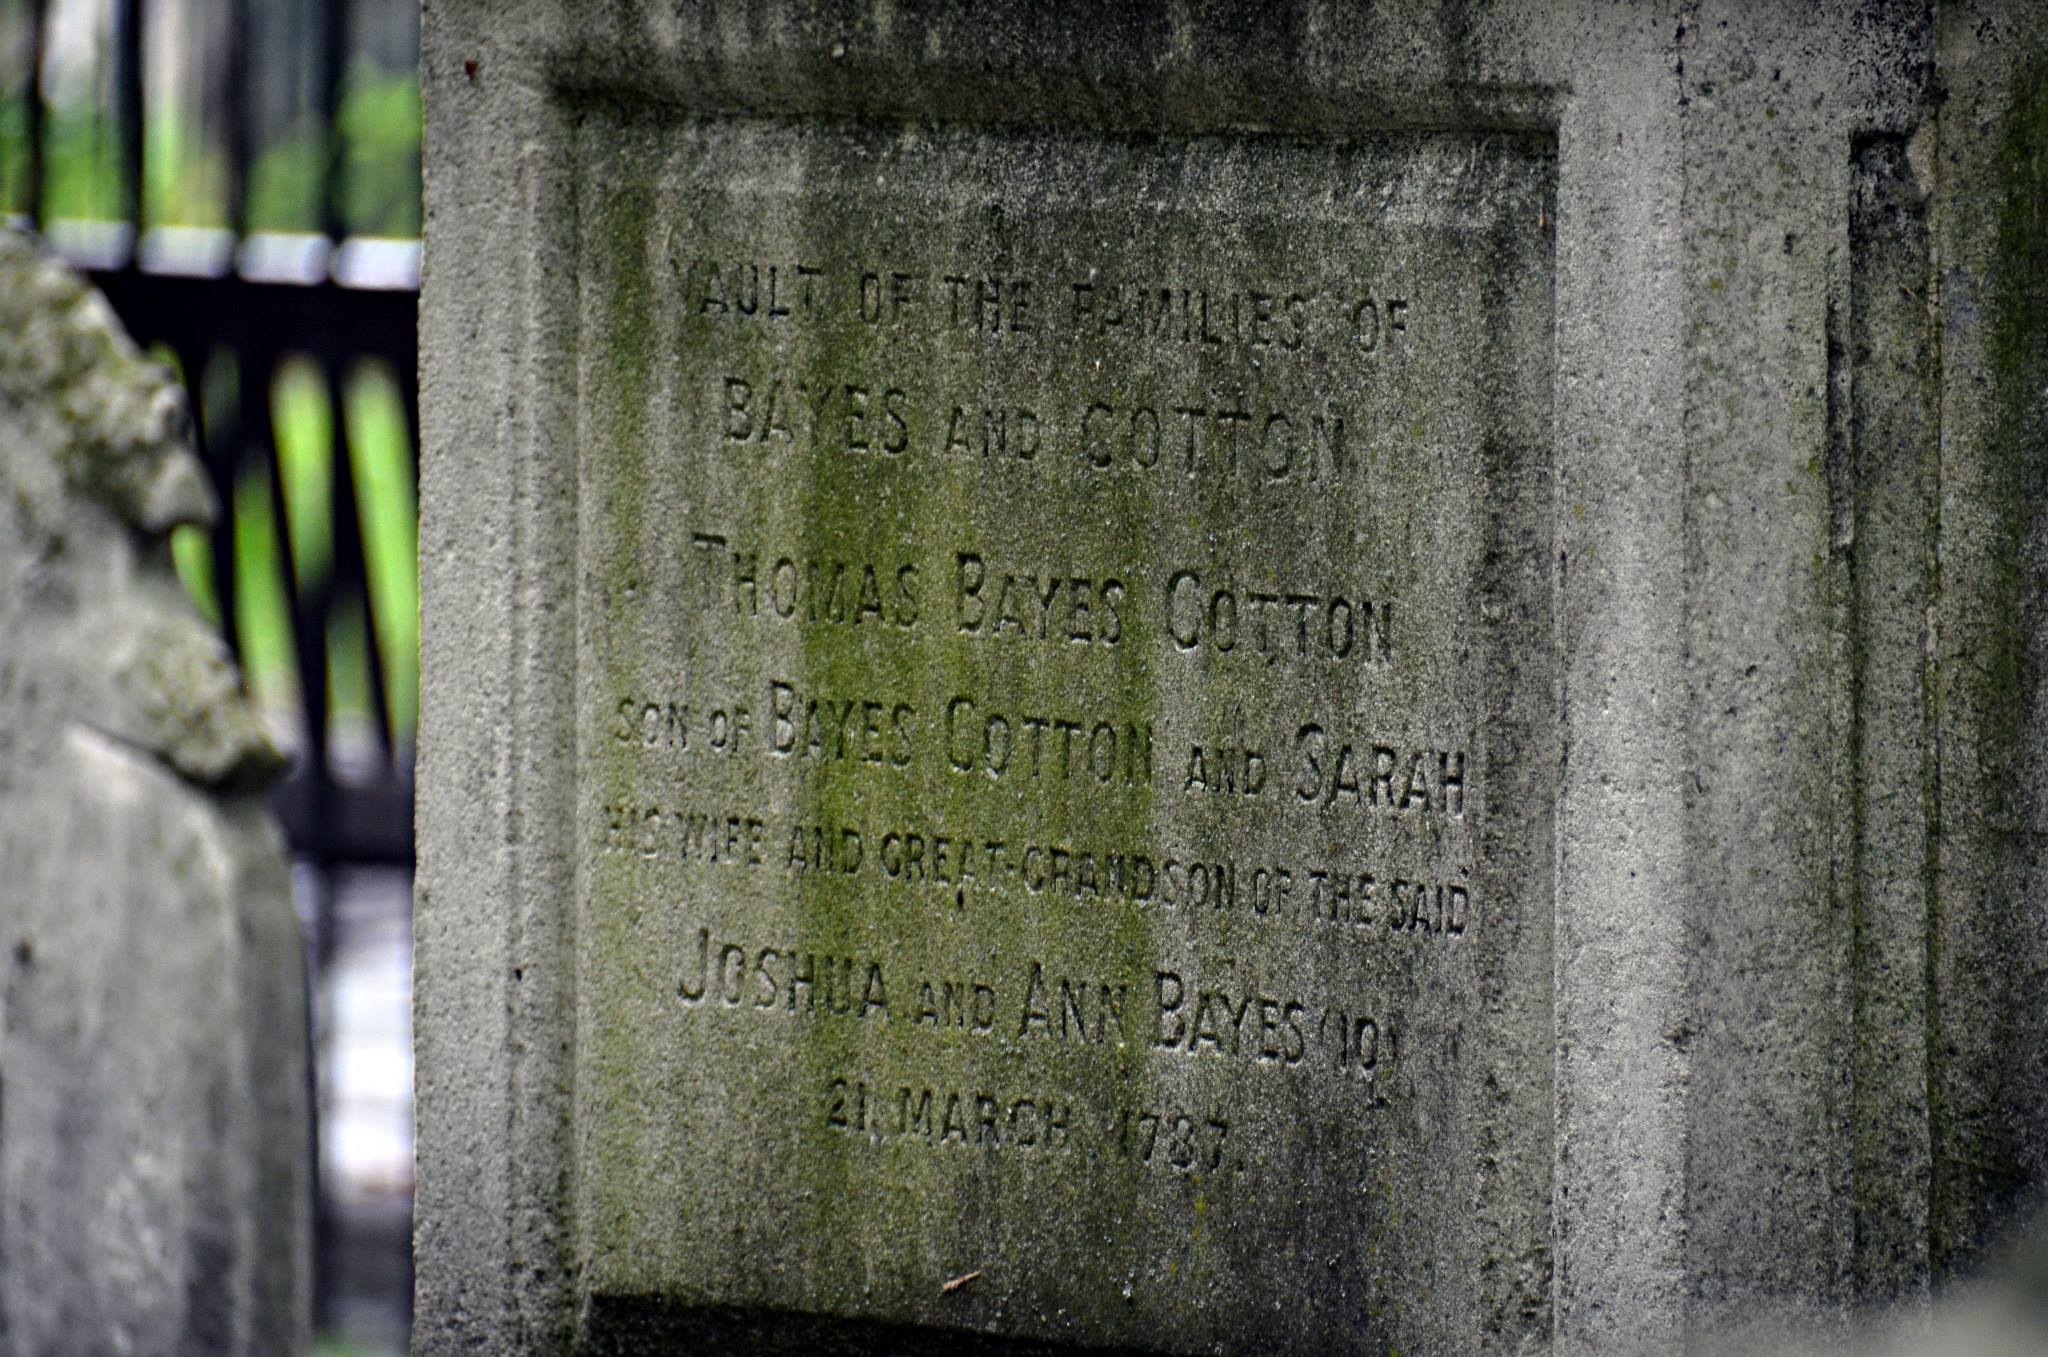 VAULT OF THE FAMILIES OF
BAYES AND COTTON
THOMAS BAYES COTTON
SON OF BAYES COTTON AND SARAH
HIS WIFE AND GREAT-GRANDSON OF THE SAID
JOSHUA AND ANN BAYES (10)
21. MARCH 1787.